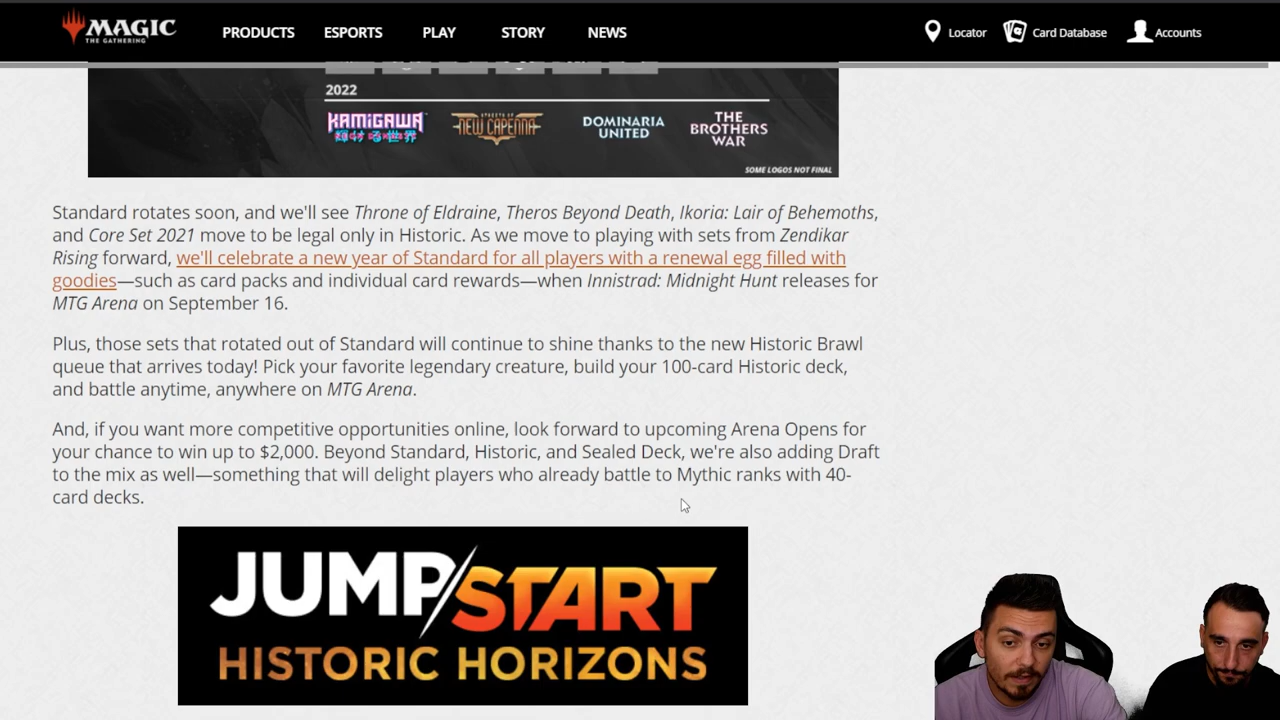 MAGIC
THE GATHERING
PRODUCTS ESPORTS PLAY STORY NEWS Locator Card Database Accounts
2022
KAMIGAWA
輝ける世界
STREETS OF
NEW CAPENNA
DOMINARIA
UNITED
THE
BROTHERS
WAR
SOME LOGOS NOT FINAL
Standard rotates soon, and we'll see Throne of Eldraine, Theros Beyond Death, Ikoria: Lair of Behemoths,
and Core Set 2021 move to be legal only in Historic. As we move to playing with sets from Zendikar
Rising forward, we'll celebrate a new year of Standard for all players with a renewal egg filled with
goodies—such as card packs and individual card rewards—when Innistrad: Midnight Hunt releases for
MTG Arena on September 16.
Plus, those sets that rotated out of Standard will continue to shine thanks to the new Historic Brawl
queue that arrives today! Pick your favorite legendary creature, build your 100-card Historic deck,
and battle anytime, anywhere on MTG Arena.
And, if you want more competitive opportunities online, look forward to upcoming Arena Opens for
your chance to win up to $2,000. Beyond Standard, Historic, and Sealed Deck, we're also adding Draft
to the mix as well—something that will delight players who already battle to Mythic ranks with 40-
card decks.
JUMP/START
HISTORIC HORIZONS